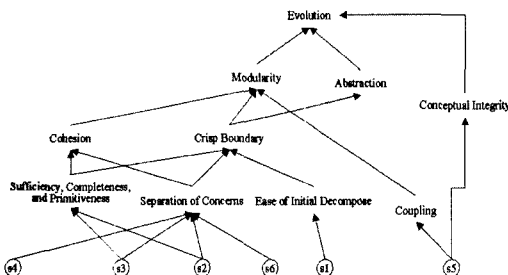 Evolution
Modularity
Abstraction
Conceptual Integrity
Cohesion
Crisp Boundary
Sufficiency, Completeness,
and Primitiveness
Separation of Concerns
Ease of Initial Decompose
Coupling
s4
s3
s2
s6
s1
s5